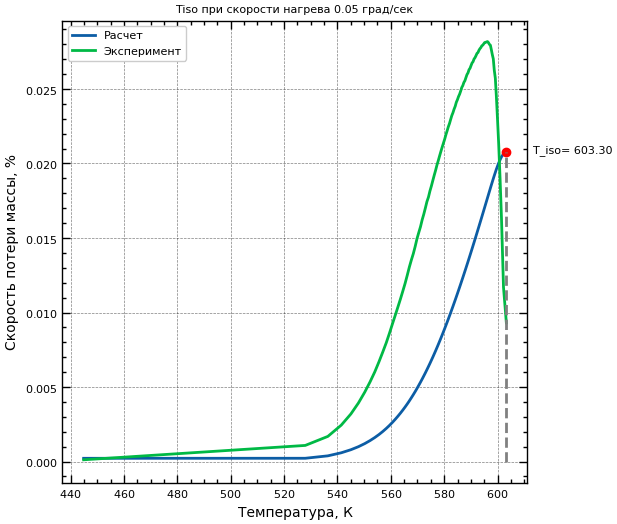 Tiso при скорости нагрева 0.05 град/сек
Расчет
Эксперимент
Скорость потери массы, %
0.025
0.020
0.015
0.010
0.005
0.000
T_iso= 603.30
440 460 480 500 520 540 560 580 600
Температура, К